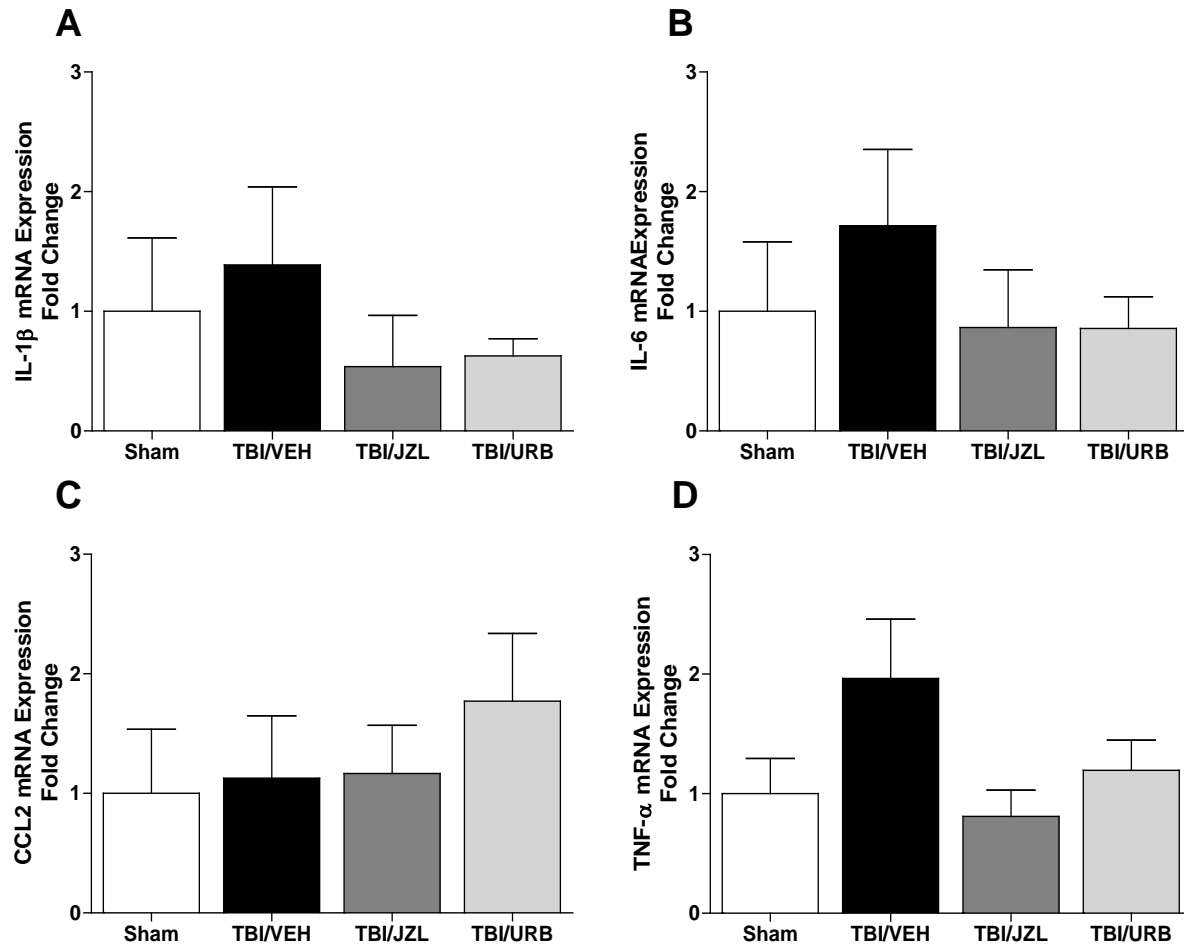 A
3
2
1
0
IL-1β mRNA Expression
Fold Change
Sham TBI/VEH TBI/JZL TBI/URB
B
3
2
1
0
IL-6 mRNAExpression
Fold Change
Sham TBI/VEH TBI/JZL TBI/URB
C
3
2
1
0
CCL2 mRNA Expression
Fold Change
Sham TBI/VEH TBI/JZL TBI/URB
D
3
2
1
0
TNF-α mRNA Expression
Fold Change
Sham TBI/VEH TBI/JZL TBI/URB